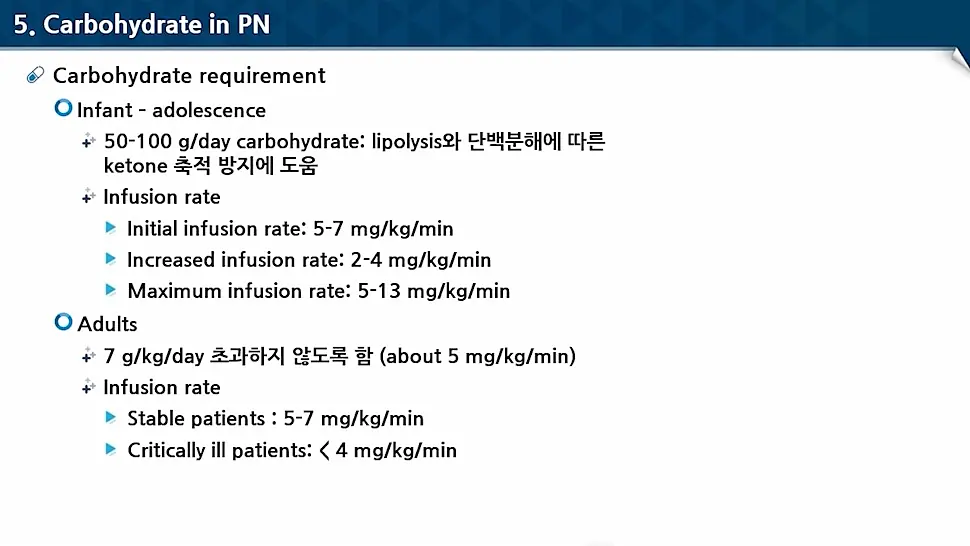 5. Carbohydrate in PN
Carbohydrate requirement
Infant - adolescence
50-100 g/day carbohydrate: lipolysis와 단백분해에 따른
ketone 축적 방지에 도움
Infusion rate
Initial infusion rate: 5-7 mg/kg/min
Increased infusion rate: 2-4 mg/kg/min
Maximum infusion rate: 5-13 mg/kg/min
Adults
7 g/kg/day 초과하지 않도록 함 (about 5 mg/kg/min)
Infusion rate
Stable patients : 5-7 mg/kg/min
Critically ill patients: < 4 mg/kg/min